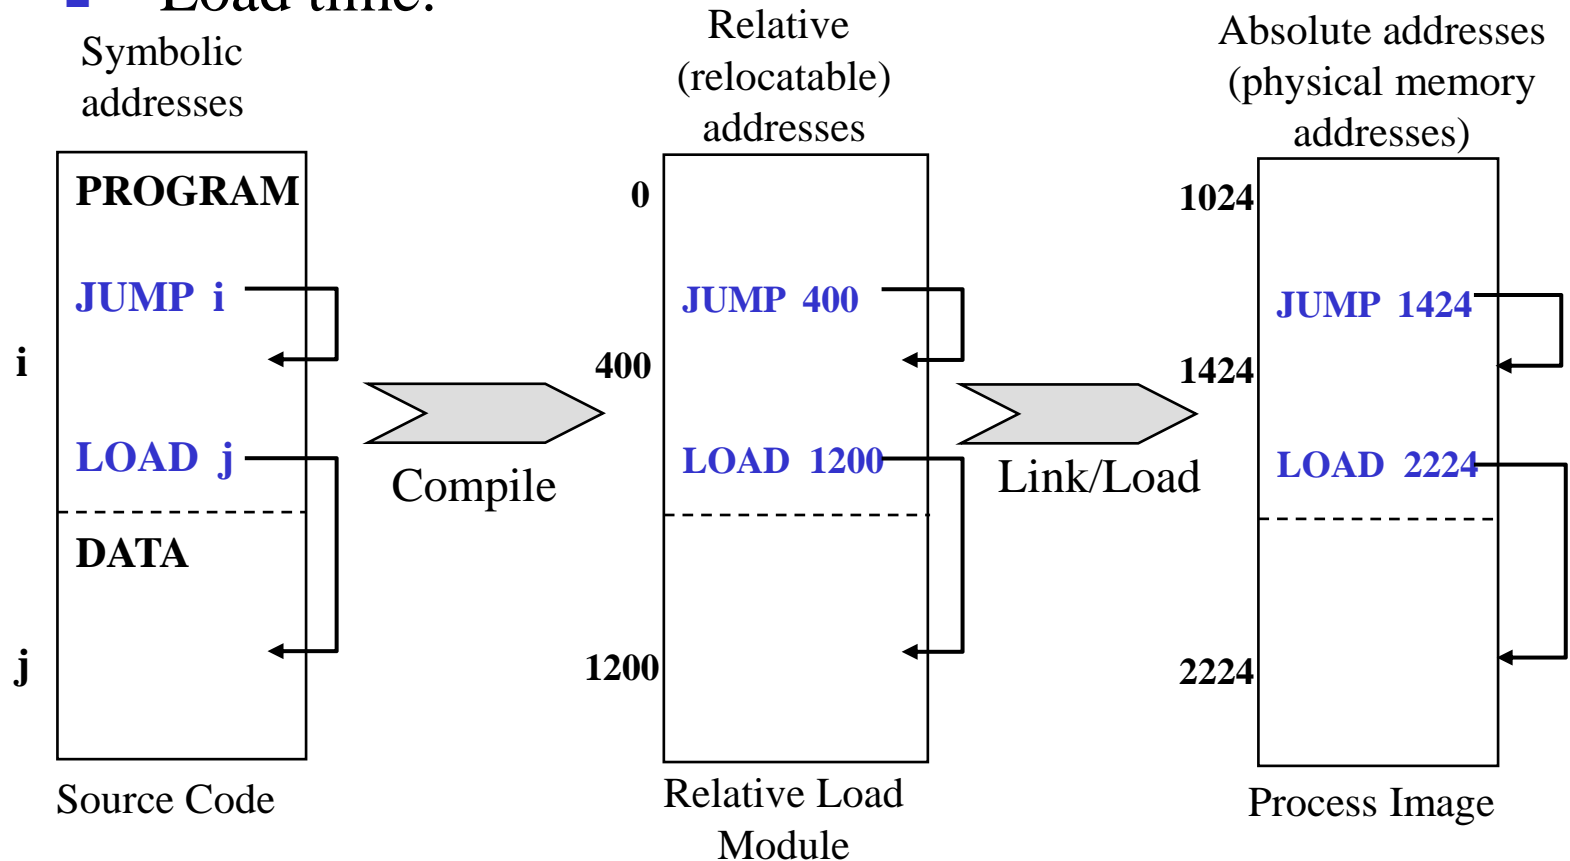 Load time:
Symbolic
addresses
PROGRAM
JUMP i
i
LOAD j
DATA
j
Source Code
Compile
Relative
(relocatable)
addresses
0
JUMP 400
400
LOAD 1200
1200
Relative Load
Module
Link/Load
Absolute addresses
(physical memory
addresses)
1024
JUMP 1424
1424
LOAD 2224
2224
Process Image